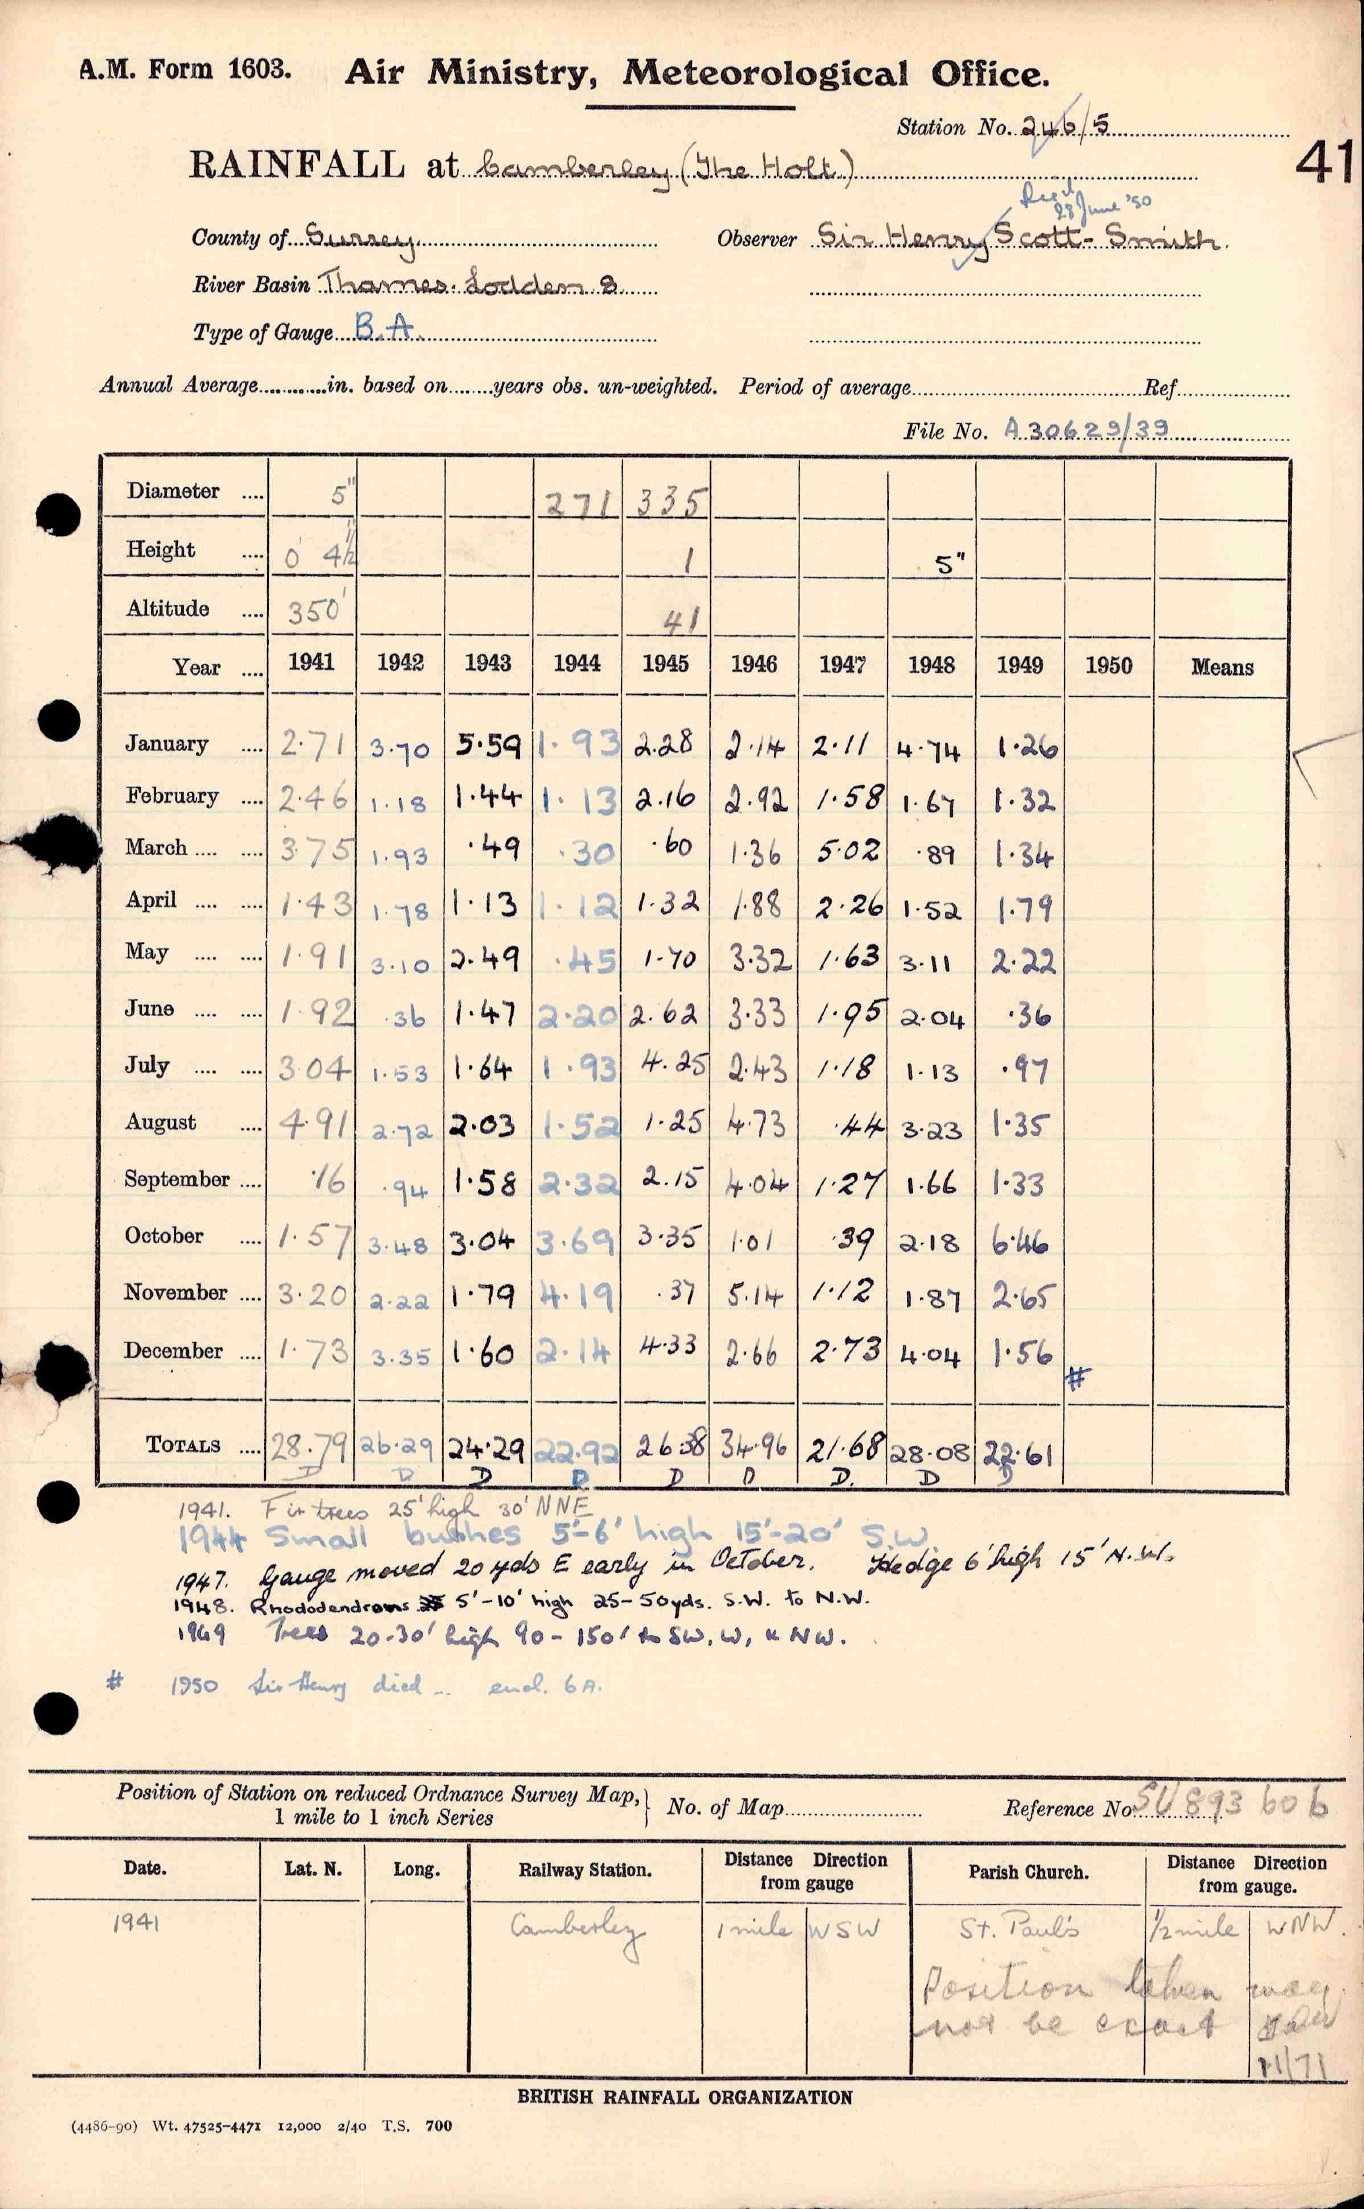 A.M. Form 1603. Air Ministry, Meteorological Office.
Station No. 246/5
41
RAINFALL at Camberley (The Holt)
Died 28 June '50
County of Surrey Observer Sir Henry Scott-Smith.
River Basin Thames. Lodden 8
Type of Gauge B.A.
Annual Average in. based on years obs. un-weighted. Period of average Ref
File No. A30629/39
Diameter 5" 271 335
Height 0' 4½" 1 5"
Altitude 350' 41
Year 1941 1942 1943 1944 1945 1946 1947 1948 1949 1950 Means
January 2.71 3.70 5.59 1.93 2.28 2.14 2.11 4.74 1.26
February 2.46 1.18 1.44 1.13 2.16 2.92 1.58 1.67 1.32
March 3.75 1.93 .49 .30 .60 1.36 5.02 .89 1.34
April 1.43 1.78 1.13 1.12 1.32 1.88 2.26 1.52 1.79
May 1.91 3.10 2.49 .45 1.70 3.32 1.63 3.11 2.22
June 1.92 .36 1.47 2.20 2.62 3.33 1.95 2.04 .36
July 3.04 1.53 1.64 1.93 4.25 2.43 1.18 1.13 .97
August 4.91 2.72 2.03 1.52 1.25 4.73 .44 3.23 1.35
September .16 .94 1.58 2.32 2.15 4.04 1.27 1.66 1.33
October 1.57 3.48 3.04 3.69 3.35 1.01 .39 2.18 6.46
November 3.20 2.22 1.79 4.19 .37 5.14 1.12 1.87 2.65
December 1.73 3.35 1.60 2.14 4.33 2.66 2.73 4.04 1.56 #
TOTALS 28.79 26.29 24.29 22.92 26.38 34.96 21.68 28.08 22.61
D D D D D D D. D D
1941. Fir trees 25' high 30' NNE
1944 Small bushes 5'-6' high 15'-20' S.W.
1947. Gauge moved 20 yds E early in October. Hedge 6' high 15' N.W.
1948. Rhododendrons 5'-10' high 25-50yds. S.W. to N.W.
1949 Trees 20-30' high 90-150' to SW, W, & NW.
# 1950 Sir Henry died - encl. 6A.
Position of Station on reduced Ordnance Survey Map, 1 mile to 1 inch Series No. of Map Reference No. SU 893 606
Date. Lat. N. Long. Railway Station. Distance Direction from gauge Parish Church. Distance Direction from gauge.
1941 Camberley 1 mile WSW St. Paul's ½ mile WNW.
Position taken may
not be exact
11/71
BRITISH RAINFALL ORGANIZATION
(4486-90) Wt. 47525-4471 12,000 2/40 T.S. 700